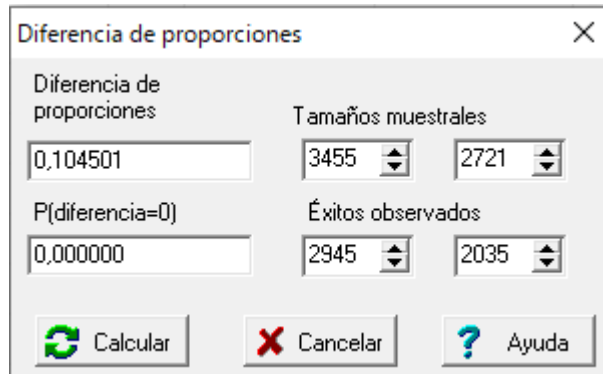 Diferencia de proporciones
Diferencia de
proporciones
Tamaños muestrales
0,104501
3455
2721
P(diferencia=0)
Éxitos observados
0,000000
2945
2035
Calcular
Cancelar
? Ayuda